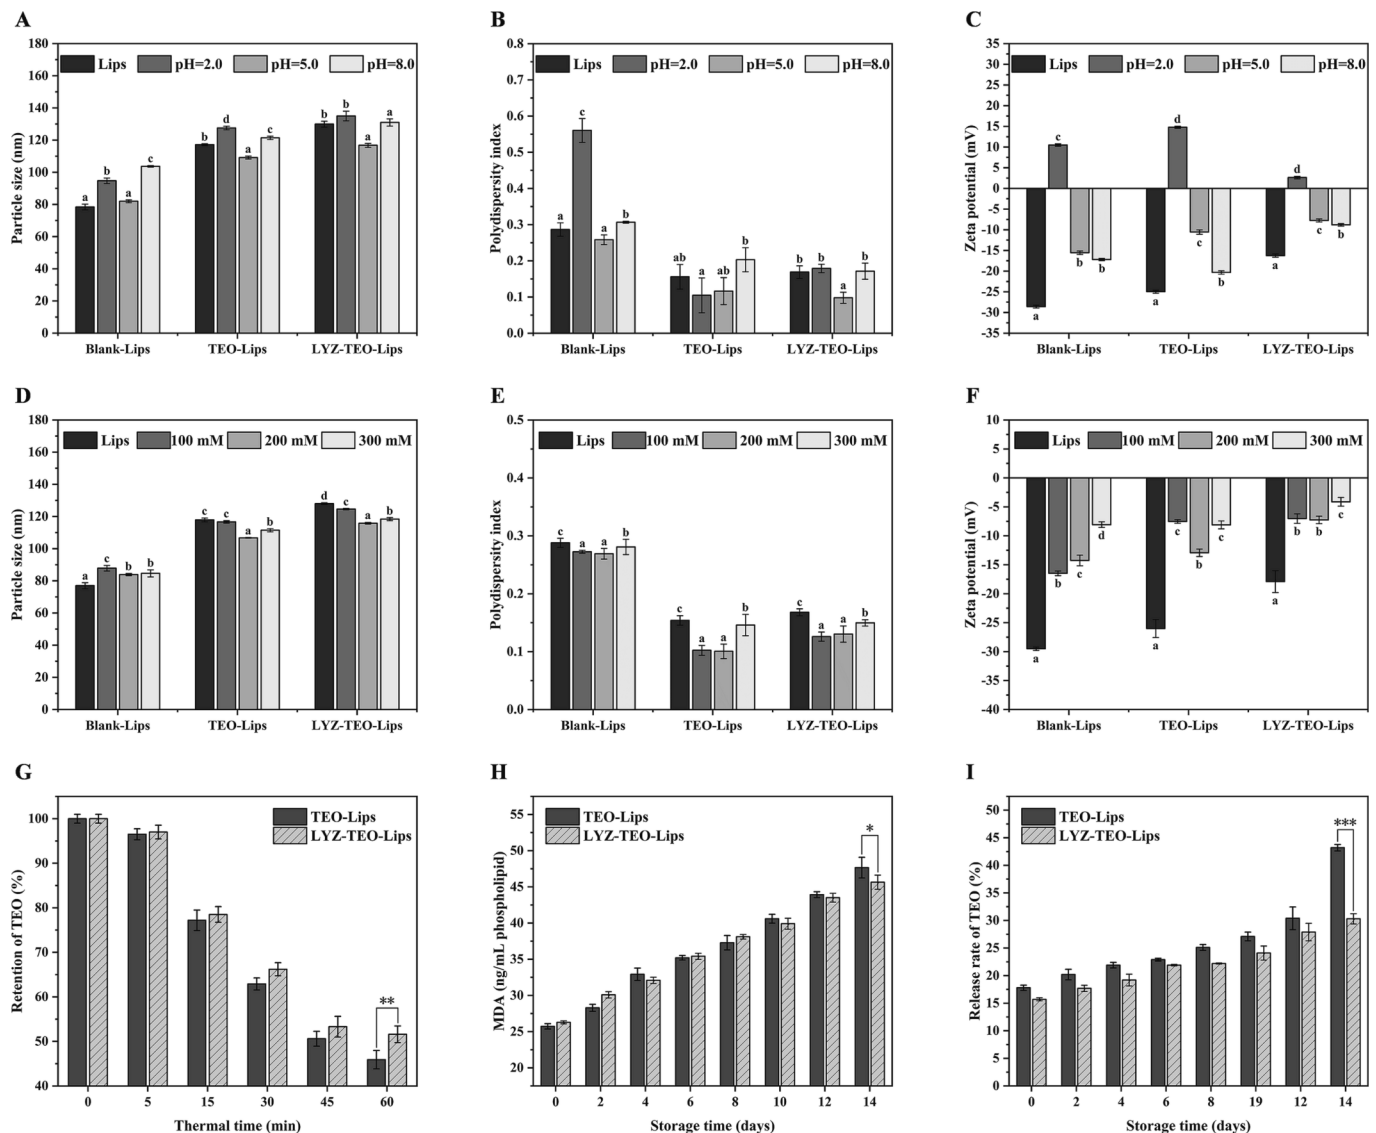 A
B
C
180
160
140
120
100
80
60
40
20
0
Particle size (nm)
Lips pH=2.0 pH=5.0 pH=8.0
a b a c
b d a c
b b a a
Blank-Lips TEO-Lips LYZ-TEO-Lips
0.8
0.7
0.6
0.5
0.4
0.3
0.2
0.1
0.0
Polydispersity index
Lips pH=2.0 pH=5.0 pH=8.0
a c a b
ab a ab b
b b a b
Blank-Lips TEO-Lips LYZ-TEO-Lips
35
30
25
20
15
10
5
0
-5
-10
-15
-20
-25
-30
-35
Zeta potential (mV)
Lips pH=2.0 pH=5.0 pH=8.0
a c b b
a d c b
a d c b
Blank-Lips TEO-Lips LYZ-TEO-Lips
D
E
F
180
160
140
120
100
80
60
40
20
0
Particle size (nm)
Lips 100 mM 200 mM 300 mM
a c b b
c c a b
d c a b
Blank-Lips TEO-Lips LYZ-TEO-Lips
0.5
0.4
0.3
0.2
0.1
0.0
Polydispersity index
Lips 100 mM 200 mM 300 mM
c a a b
c a a b
c a a b
Blank-Lips TEO-Lips LYZ-TEO-Lips
10
5
0
-5
-10
-15
-20
-25
-30
-35
-40
Zeta potential (mV)
Lips 100 mM 200 mM 300 mM
a b c d
a c b c
a b b c
Blank-Lips TEO-Lips LYZ-TEO-Lips
G
H
I
100
90
80
70
60
50
40
Retention of TEO (%)
TEO-Lips
LYZ-TEO-Lips
**
0 5 15 30 45 60
Thermal time (min)
55
50
45
40
35
30
25
20
MDA (ng/mL phospholipid)
TEO-Lips
LYZ-TEO-Lips
*
0 2 4 6 8 10 12 14
Storage time (days)
50
45
40
35
30
25
20
15
10
5
0
Release rate of TEO (%)
TEO-Lips
LYZ-TEO-Lips
***
0 2 4 6 8 19 12 14
Storage time (days)